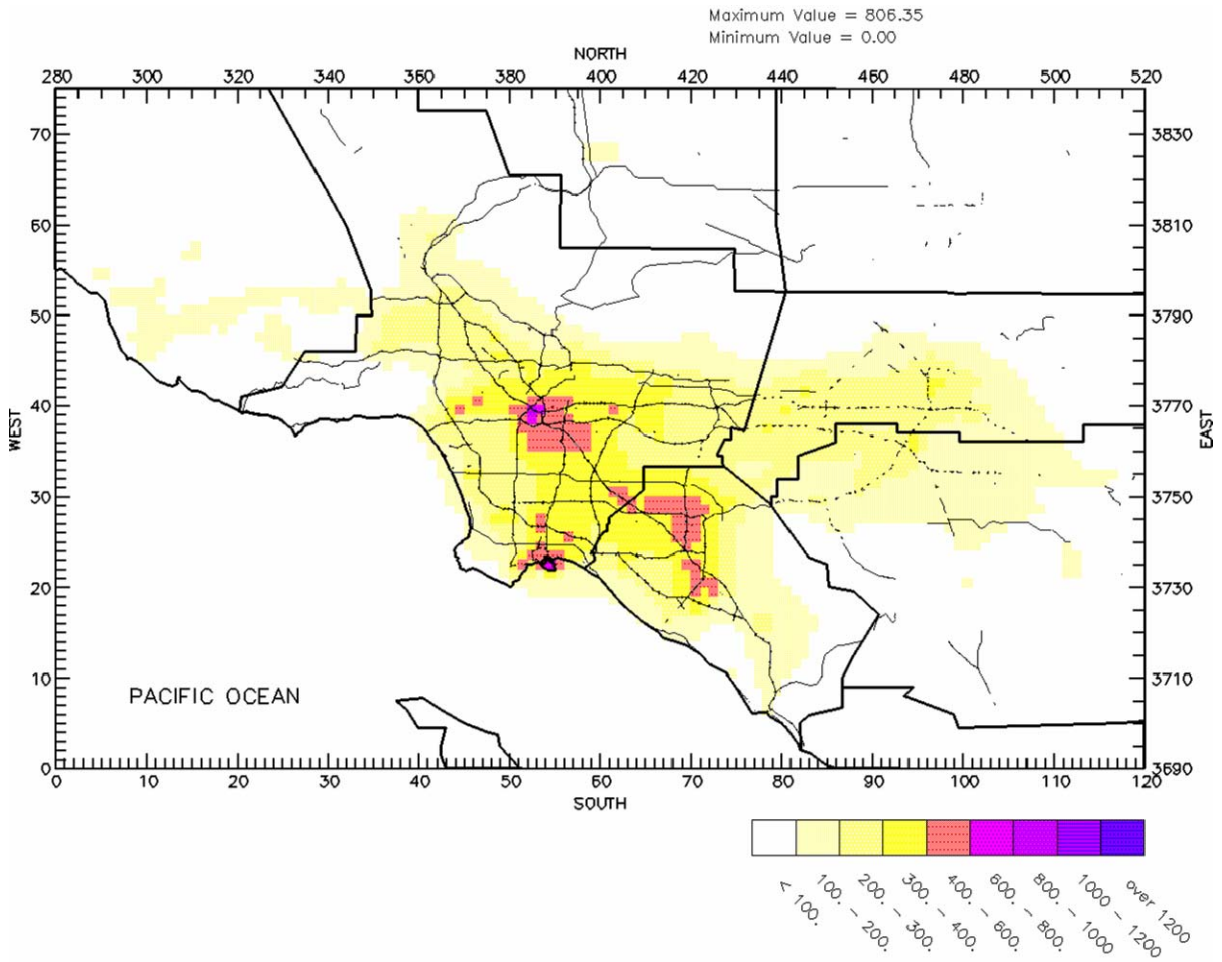 Maximum Value = 806.35
Minimum Value = 0.00
NORTH
280 300 320 340 360 380 400 420 440 460 480 500 520
70 3830
60 3810
50 3790
40 3770
WEST EAST
30 3750
20 3730
10 3710
PACIFIC OCEAN
0 3690
0 10 20 30 40 50 60 70 80 90 100 110 120
SOUTH
< 100.
100. - 200.
200. - 300.
300. - 400.
400. - 600.
600. - 800.
800. - 1000
1000 - 1200
over 1200